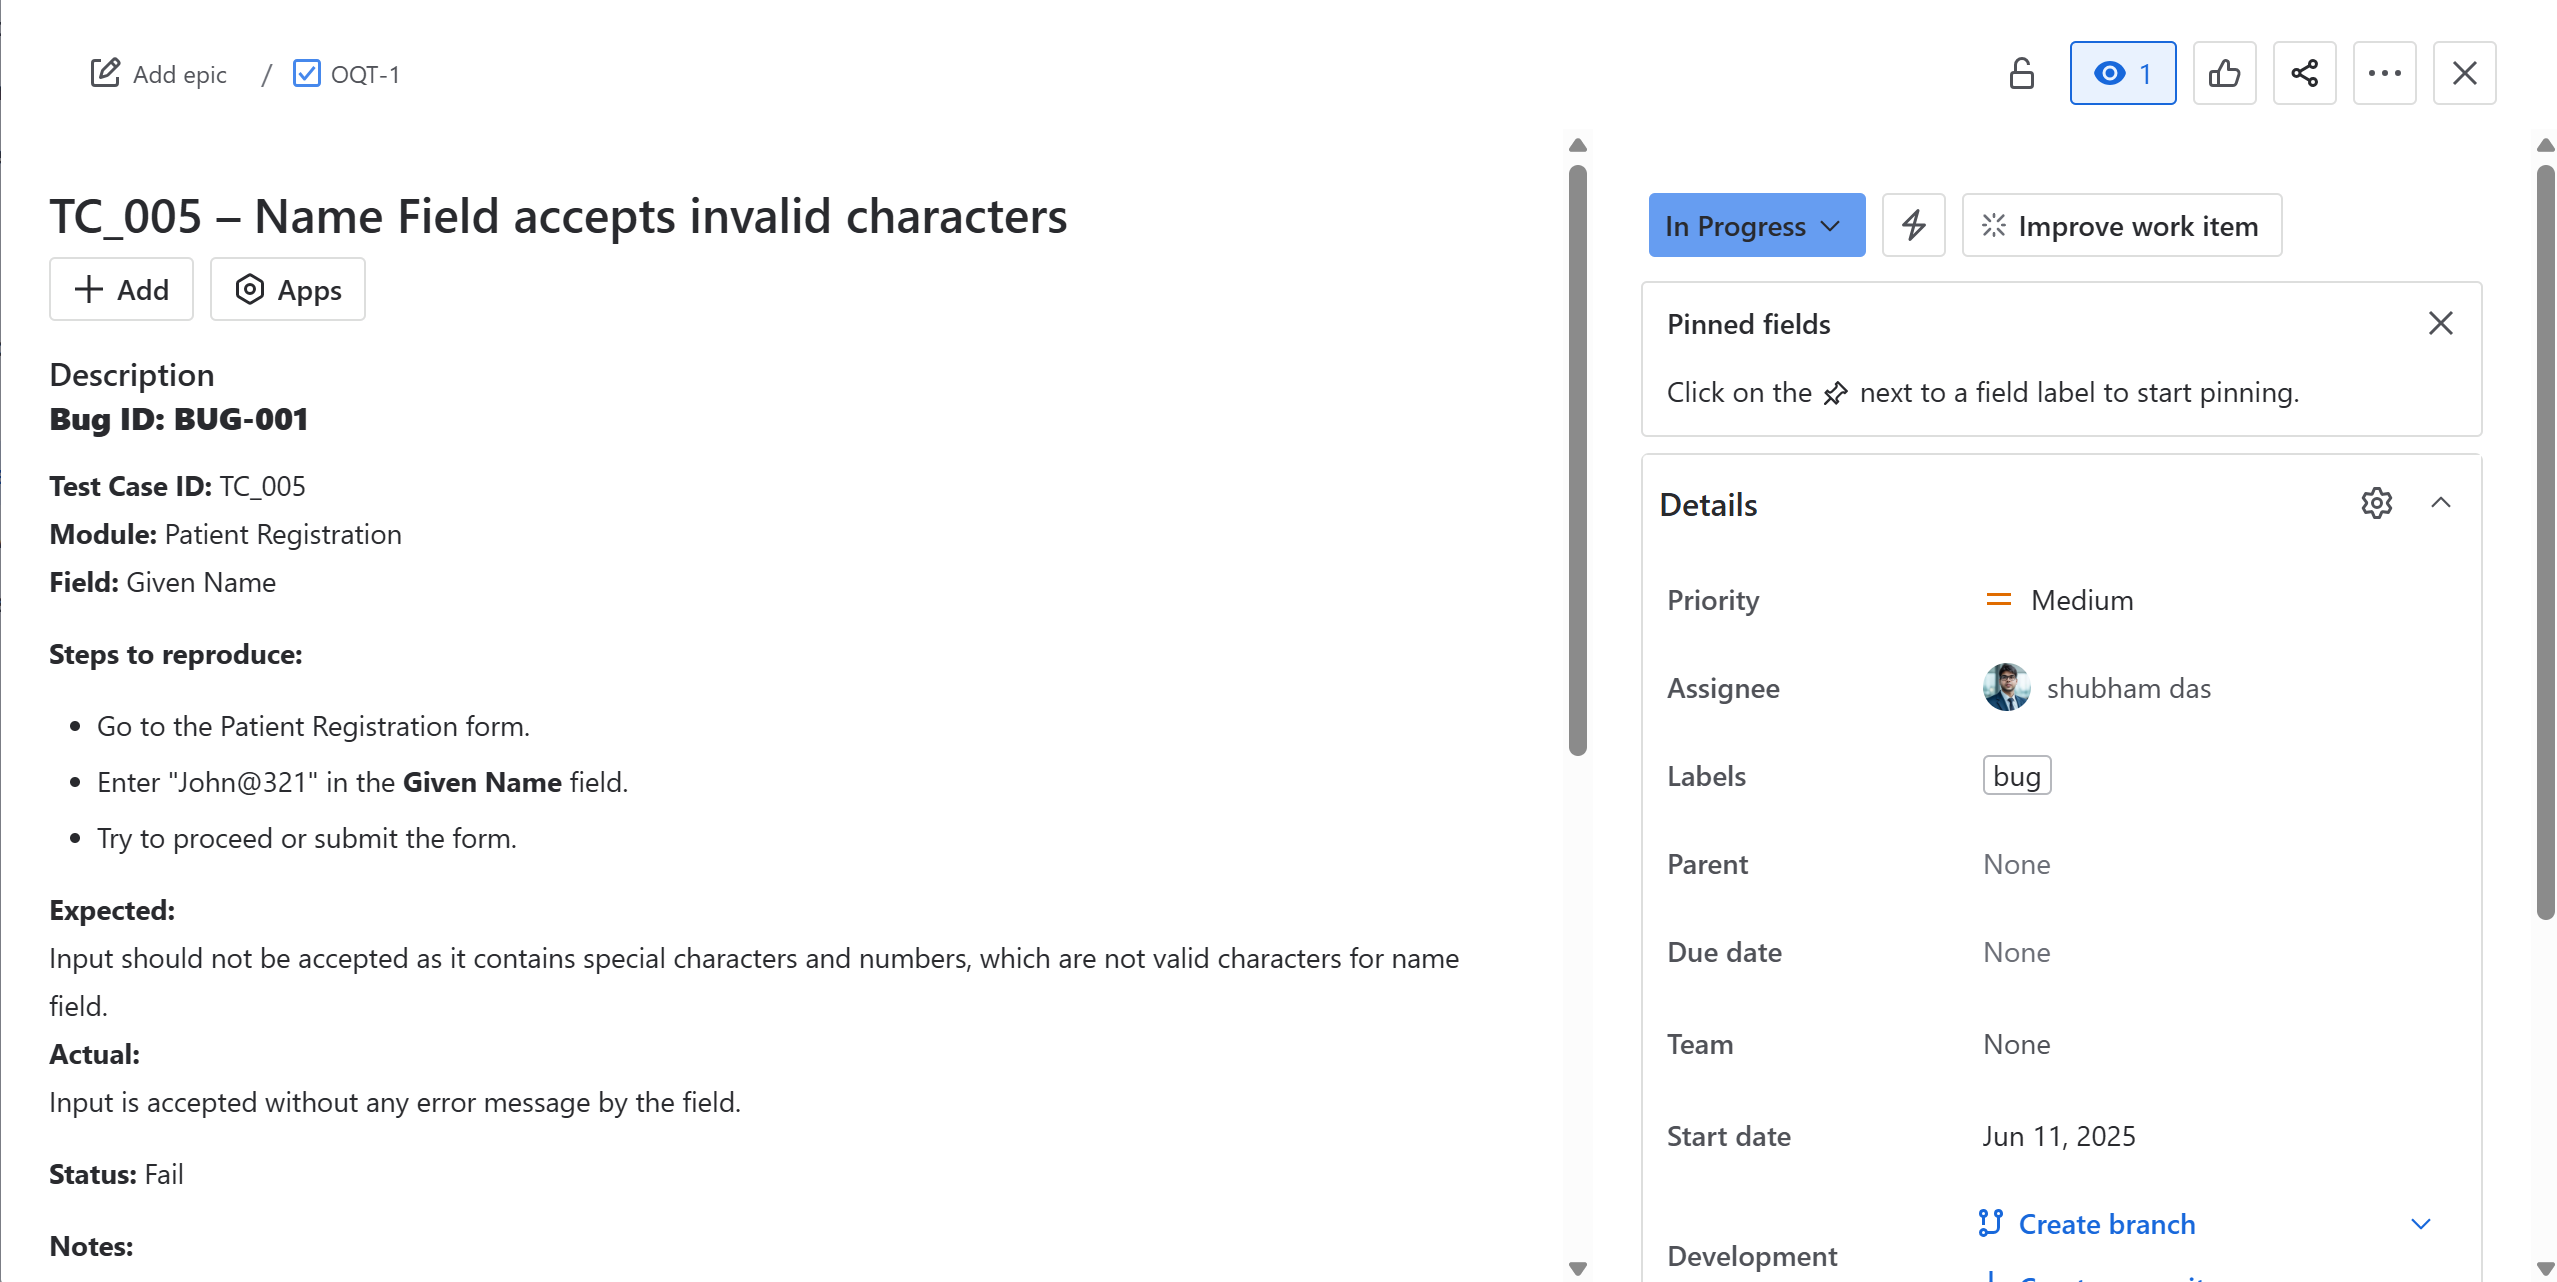 Add epic / OQT-1
1
TC_005 – Name Field accepts invalid characters
Add
Apps
Description
Bug ID: BUG-001
Test Case ID: TC_005
Module: Patient Registration
Field: Given Name
Steps to reproduce:
• Go to the Patient Registration form.
• Enter "John@321" in the Given Name field.
• Try to proceed or submit the form.
Expected:
Input should not be accepted as it contains special characters and numbers, which are not valid characters for name
field.
Actual:
Input is accepted without any error message by the field.
Status: Fail
Notes:
In Progress
Improve work item
Pinned fields
Click on the next to a field label to start pinning.
Details
Priority
Medium
Assignee
shubham das
Labels
bug
Parent
None
Due date
None
Team
None
Start date
Jun 11, 2025
Development
Create branch